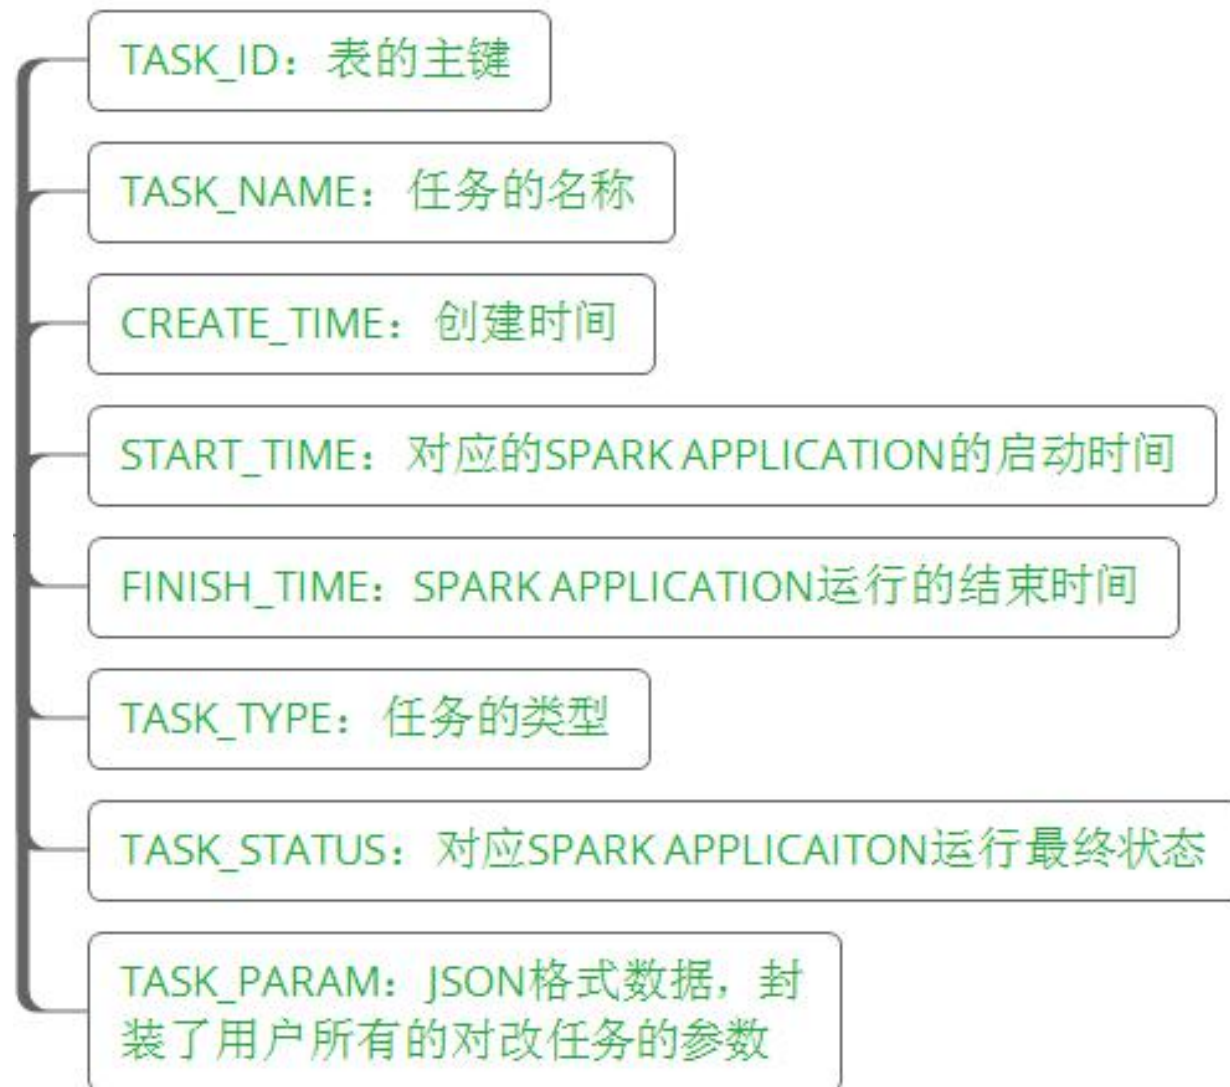 TASK_ID：表的主键
TASK_NAME：任务的名称
CREATE_TIME：创建时间
START_TIME：对应的SPARK APPLICATION的启动时间
FINISH_TIME：SPARK APPLICATION运行的结束时间
TASK_TYPE：任务的类型
TASK_STATUS：对应SPARK APPLICAITON运行最终状态
TASK_PARAM：JSON格式数据，封
装了用户所有的对改任务的参数